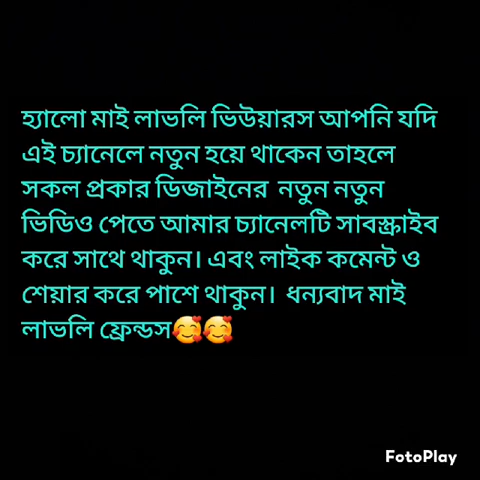 হ্যালো মাই লাভলি ভিউয়ারস আপনি যদি
এই চ্যানেলে নতুন হয়ে থাকেন তাহলে
সকল প্রকার ডিজাইনের নতুন নতুন
ভিডিও পেতে আমার চ্যানেলটি সাবস্ক্রাইব
করে সাথে থাকুন। এবং লাইক কমেন্ট ও
শেয়ার করে পাশে থাকুন। ধন্যবাদ মাই
লাভলি ফ্রেন্ডস🥰🥰
FotoPlay